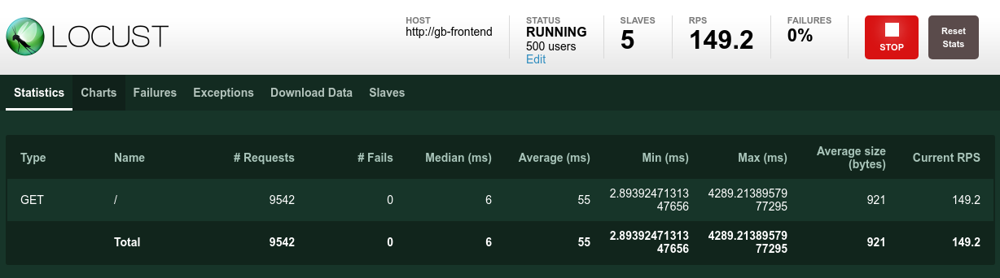 LOCUST
HOST
http://gb-frontend
STATUS
RUNNING
500 users
Edit
SLAVES
5
RPS
149.2
FAILURES
0%
STOP
Reset
Stats
Statistics Charts Failures Exceptions Download Data Slaves
Type Name # Requests # Fails Median (ms) Average (ms) Min (ms) Max (ms) Average size (bytes) Current RPS
GET / 9542 0 6 55 2.89392471313 4289.21389579 921 149.2
47656 77295
Total 9542 0 6 55 2.89392471313 4289.21389579 921 149.2
47656 77295